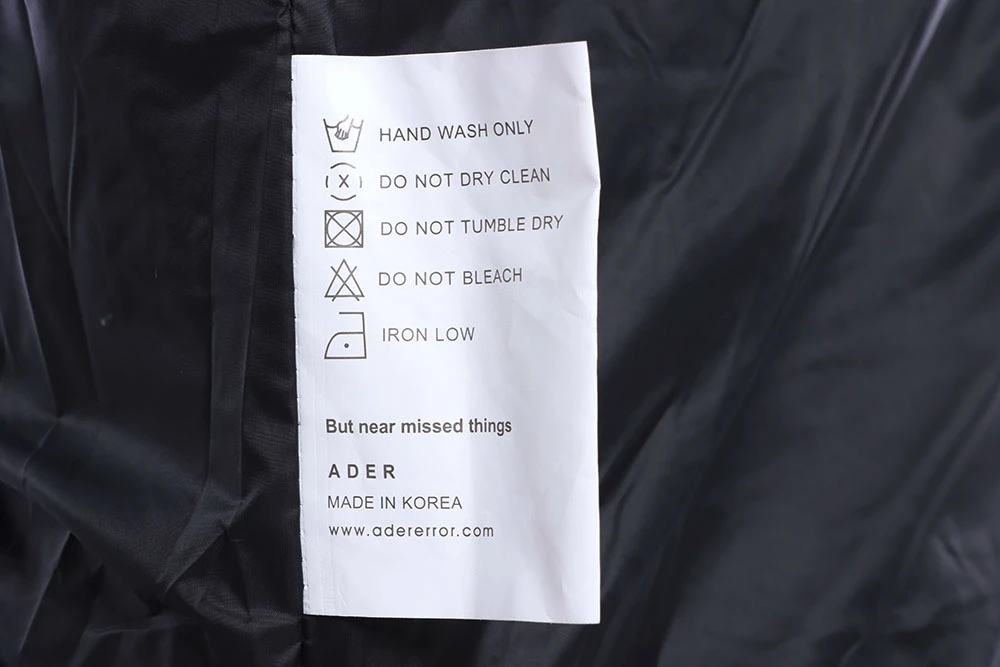 HAND WASH ONLY
DO NOT DRY CLEAN
DO NOT TUMBLE DRY
DO NOT BLEACH
IRON LOW
But near missed things
ADER
MADE IN KOREA
www.adererror.com